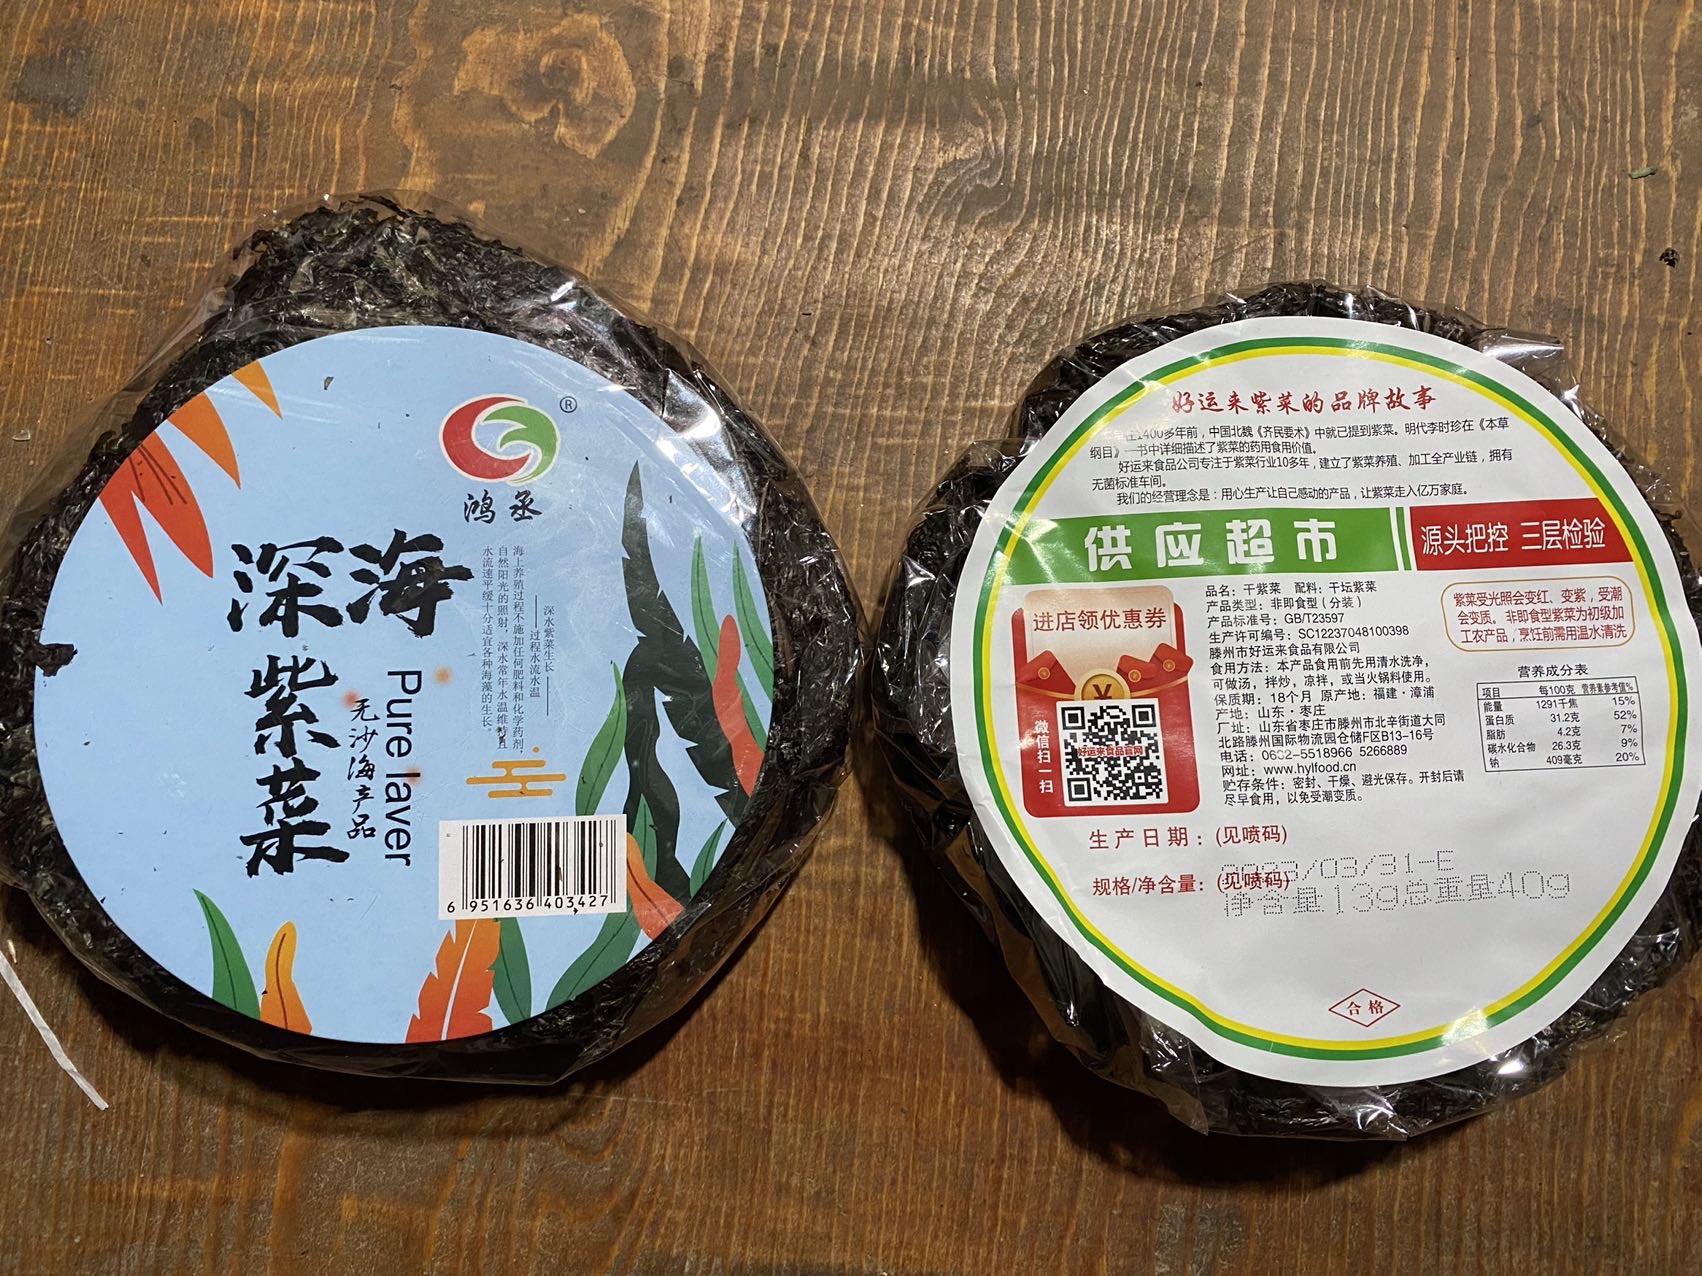 ®
鸿丞
深海
紫菜
Pure laver
无沙海产品
深水紫菜生长
过程水流水温
海上养殖过程不施加任何肥料和化学药剂,
自然阳光的照射,深水常年水温维持且
水流速平缓十分适宜各种海藻的生长。
6 951636 403427
好运来紫菜的品牌故事
在1400多年前，中国北魏《齐民要术》中就已提到紫菜。明代李时珍在《本草
纲目》一书中详细描述了紫菜的药用食用价值。
好运来食品公司专注于紫菜行业10多年，建立了紫菜养殖、加工全产业链，拥有
无菌标准车间。
我们的经营理念是：用心生产让自己感动的产品，让紫菜走入亿万家庭。
供应超市
源头把控 三层检验
进店领优惠券
¥
微信扫一扫
好运来食品官网
品名：干紫菜 配料：干坛紫菜
产品类型：非即食型（分装）
产品标准号：GB/T23597
生产许可编号：SC12237048100398
滕州市好运来食品有限公司
食用方法：本产品食用前先用清水洗净，
可做汤，拌炒，凉拌，或当火锅料使用。
保质期：18个月 原产地：福建·漳浦
产地：山东·枣庄
厂址：山东省枣庄市滕州市北辛街道大同
北路滕州国际物流园仓储F区B13-16号
电话：0632-5518966 5266889
网址：www.hylfood.cn
贮存条件：密封、干燥、避光保存。开封后请
尽早食用，以免受潮变质。
紫菜受光照会变红、变紫，受潮
会变质。非即食型紫菜为初级加
工农产品，烹饪前需用温水清洗
营养成分表
项目 每100克 营养素参考值%
能量 1291千焦 15%
蛋白质 31.2克 52%
脂肪 4.2克 7%
碳水化合物 26.3克 9%
钠 409毫克 20%
生产日期：(见喷码)
2023/03/31-E
规格/净含量：(见喷码)
净含量13g总重量40g
合格